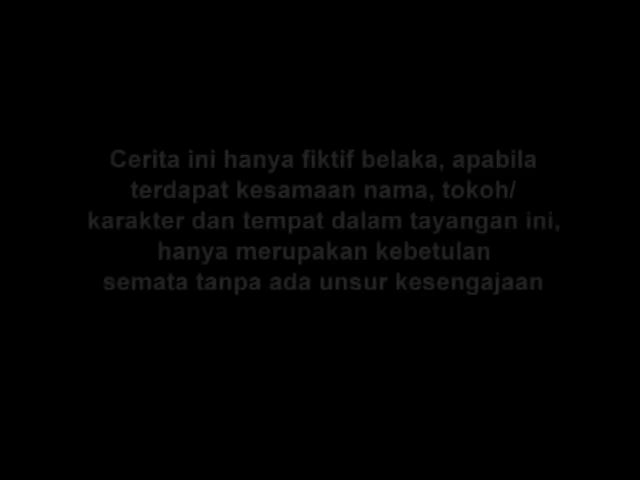 Cerita ini hanya fiktif belaka, apabila
terdapat kesamaan nama, tokoh/
karakter dan tempat dalam tayangan ini,
hanya merupakan kebetulan
semata tanpa ada unsur kesengajaan